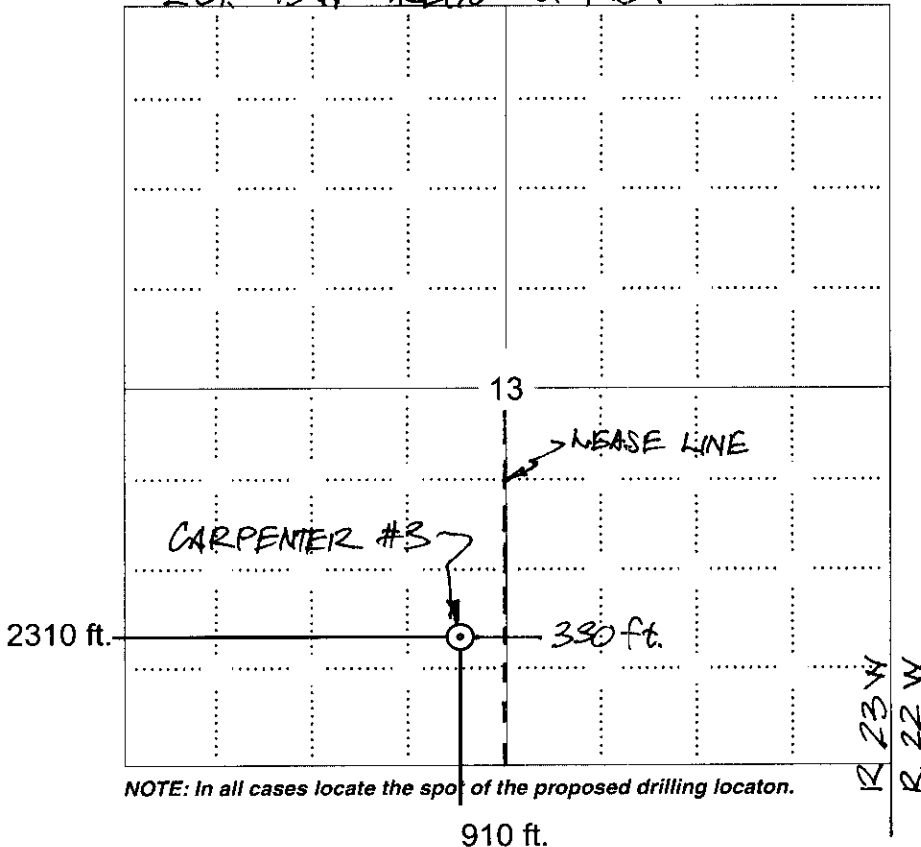 13
LEASE LINE
CARPENTER #3
2310 ft.
330 ft.
R 23 W
R. 22 W
NOTE: In all cases locate the spot of the proposed drilling locaton.
910 ft.